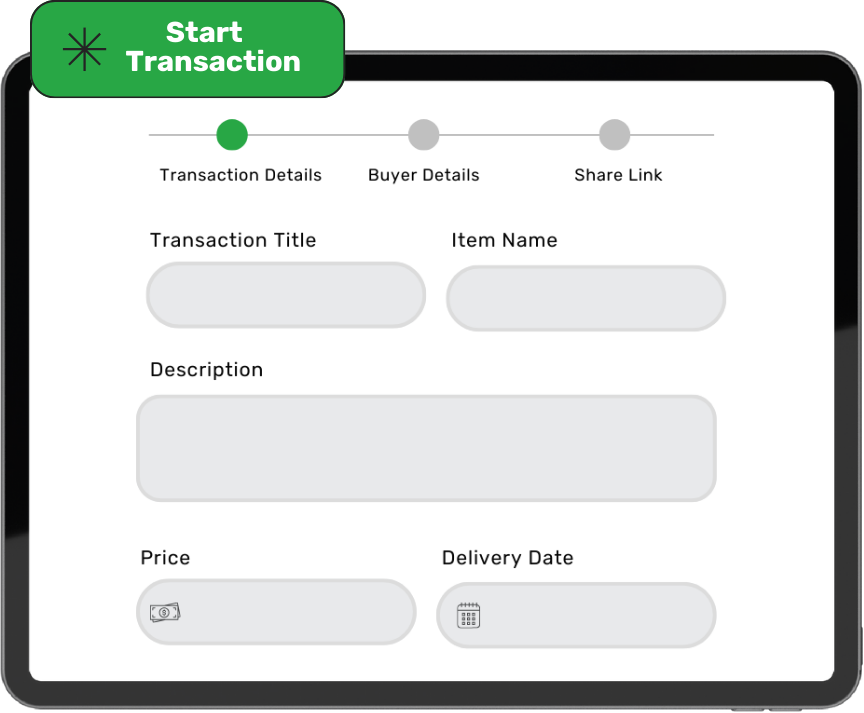 Start
Transaction
Transaction Details
Buyer Details
Share Link
Transaction Title
Item Name
Description
Price
Delivery Date